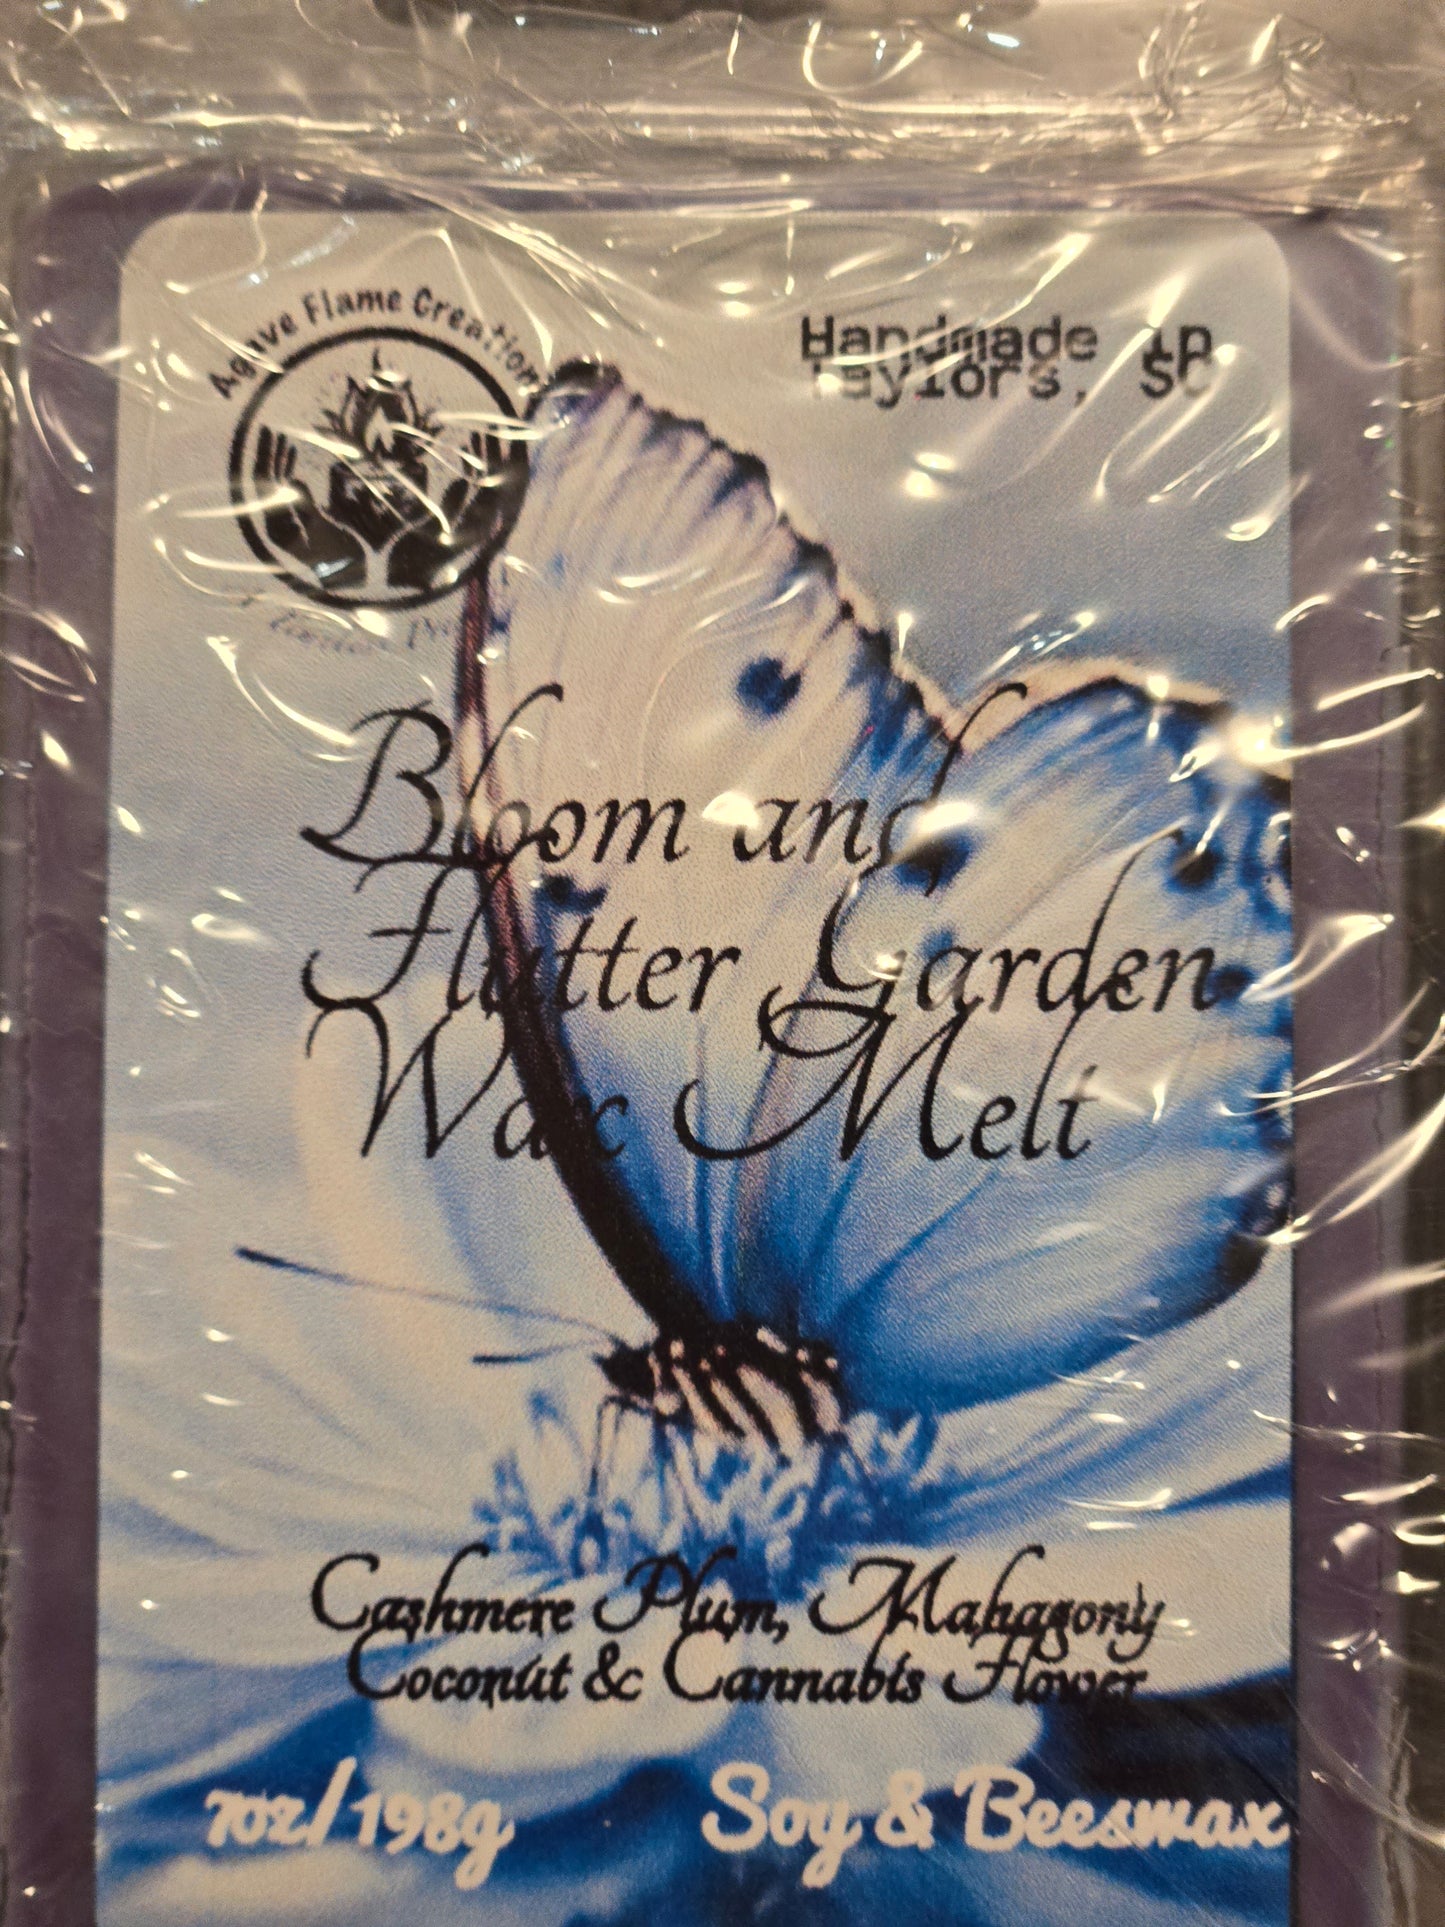 Agave Flame Creations
Handmade in
Taylors, SC
Bloom and
Flutter Garden
Wax Melt
Cashmere Plum, Mahagony
Coconut & Cannabis Flower
7oz/198g
Soy & Beeswax